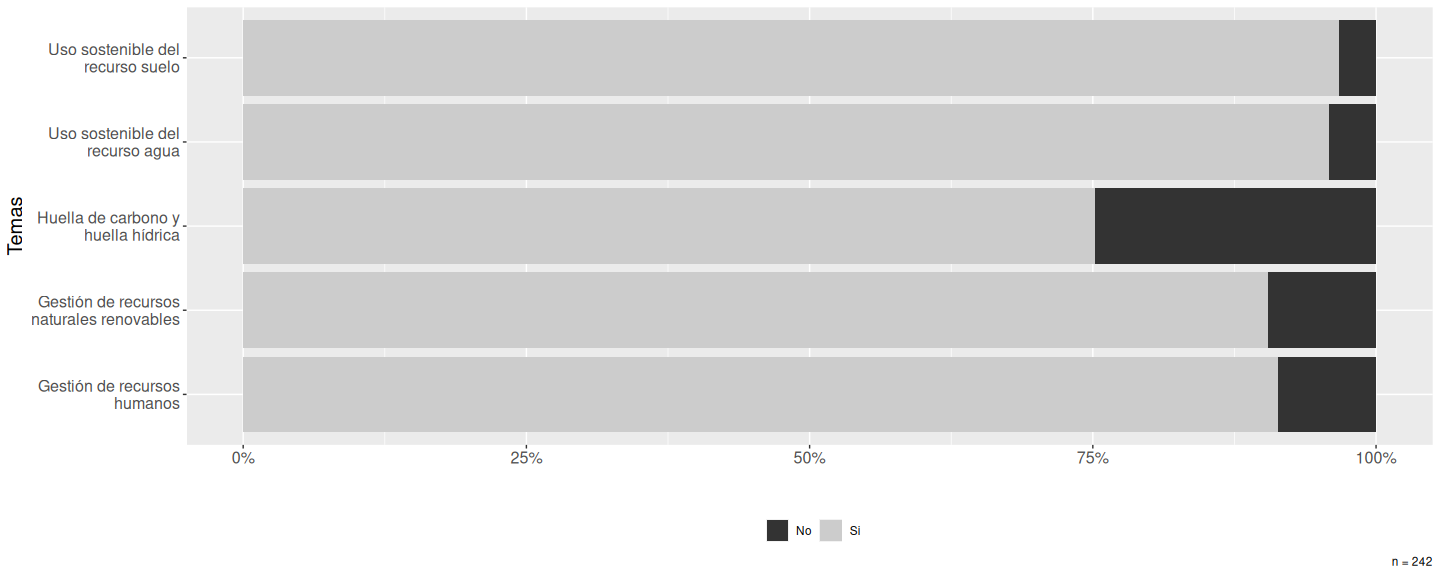 Temas
Uso sostenible del
recurso suelo
Uso sostenible del
recurso agua
Huella de carbono y
huella hídrica
Gestión de recursos
naturales renovables
Gestión de recursos
humanos
0% 25% 50% 75% 100%
No Si
n = 242